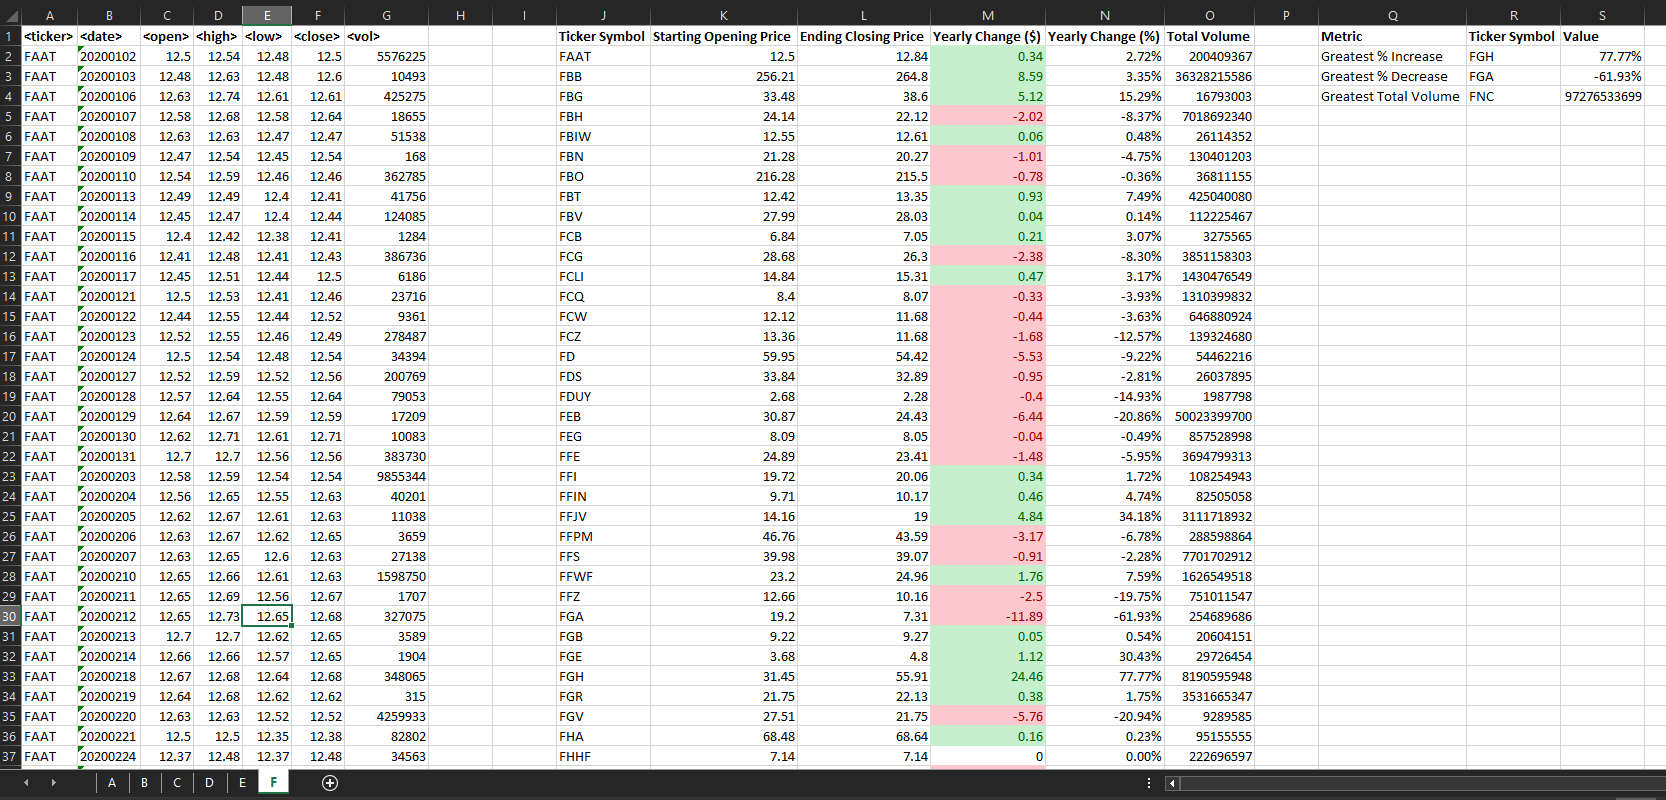 A B C D E F G H I J K L M N O P Q R S
1 <ticker> <date> <open> <high> <low> <close> <vol> Ticker Symbol Starting Opening Price Ending Closing Price Yearly Change ($) Yearly Change (%) Total Volume Metric Ticker Symbol Value
2 FAAT 20200102 12.5 12.54 12.48 12.5 5576225 FAAT 12.5 12.84 0.34 2.72% 200409367 Greatest % Increase FGH 77.77%
3 FAAT 20200103 12.48 12.63 12.48 12.6 10493 FBB 256.21 264.8 8.59 3.35% 36328215586 Greatest % Decrease FGA -61.93%
4 FAAT 20200106 12.63 12.74 12.61 12.61 425275 FBG 33.48 38.6 5.12 15.29% 16793003 Greatest Total Volume FNC 97276533699
5 FAAT 20200107 12.58 12.68 12.58 12.64 18655 FBH 24.14 22.12 -2.02 -8.37% 7018692340
6 FAAT 20200108 12.63 12.63 12.47 12.47 51538 FBIW 12.55 12.61 0.06 0.48% 26114352
7 FAAT 20200109 12.47 12.54 12.45 12.54 168 FBN 21.28 20.27 -1.01 -4.75% 130401203
8 FAAT 20200110 12.54 12.59 12.46 12.46 362785 FBO 216.28 215.5 -0.78 -0.36% 36811155
9 FAAT 20200113 12.49 12.49 12.4 12.41 41756 FBT 12.42 13.35 0.93 7.49% 425040080
10 FAAT 20200114 12.45 12.47 12.4 12.44 124085 FBV 27.99 28.03 0.04 0.14% 112225467
11 FAAT 20200115 12.4 12.42 12.38 12.41 1284 FCB 6.84 7.05 0.21 3.07% 3275565
12 FAAT 20200116 12.41 12.48 12.41 12.43 386736 FCG 28.68 26.3 -2.38 -8.30% 3851158303
13 FAAT 20200117 12.45 12.51 12.44 12.5 6186 FCLI 14.84 15.31 0.47 3.17% 1430476549
14 FAAT 20200121 12.5 12.53 12.41 12.46 23716 FCQ 8.4 8.07 -0.33 -3.93% 1310399832
15 FAAT 20200122 12.44 12.55 12.44 12.52 9361 FCW 12.12 11.68 -0.44 -3.63% 646880924
16 FAAT 20200123 12.52 12.55 12.46 12.49 278487 FCZ 13.36 11.68 -1.68 -12.57% 139324680
17 FAAT 20200124 12.5 12.54 12.48 12.54 34394 FD 59.95 54.42 -5.53 -9.22% 54462216
18 FAAT 20200127 12.52 12.59 12.52 12.56 200769 FDS 33.84 32.89 -0.95 -2.81% 26037895
19 FAAT 20200128 12.57 12.64 12.55 12.64 79053 FDUY 2.68 2.28 -0.4 -14.93% 1987798
20 FAAT 20200129 12.64 12.67 12.59 12.59 17209 FEB 30.87 24.43 -6.44 -20.86% 50023399700
21 FAAT 20200130 12.62 12.71 12.61 12.71 10083 FEG 8.09 8.05 -0.04 -0.49% 857528998
22 FAAT 20200131 12.7 12.7 12.56 12.56 383730 FFE 24.89 23.41 -1.48 -5.95% 3694799313
23 FAAT 20200203 12.58 12.59 12.54 12.54 9855344 FFI 19.72 20.06 0.34 1.72% 108254943
24 FAAT 20200204 12.56 12.65 12.55 12.63 40201 FFIN 9.71 10.17 0.46 4.74% 82505058
25 FAAT 20200205 12.62 12.67 12.61 12.63 11038 FFJV 14.16 19 4.84 34.18% 3111718932
26 FAAT 20200206 12.63 12.67 12.62 12.65 3659 FFPM 46.76 43.59 -3.17 -6.78% 288598864
27 FAAT 20200207 12.63 12.65 12.6 12.63 27138 FFS 39.98 39.07 -0.91 -2.28% 7701702912
28 FAAT 20200210 12.65 12.66 12.61 12.63 1598750 FFWF 23.2 24.96 1.76 7.59% 1626549518
29 FAAT 20200211 12.65 12.69 12.56 12.67 1707 FFZ 12.66 10.16 -2.5 -19.75% 751011547
30 FAAT 20200212 12.65 12.73 12.65 12.68 327075 FGA 19.2 7.31 -11.89 -61.93% 254689686
31 FAAT 20200213 12.7 12.7 12.62 12.65 3589 FGB 9.22 9.27 0.05 0.54% 20604151
32 FAAT 20200214 12.66 12.66 12.57 12.65 1904 FGE 3.68 4.8 1.12 30.43% 29726454
33 FAAT 20200218 12.67 12.68 12.64 12.68 348065 FGH 31.45 55.91 24.46 77.77% 8190595948
34 FAAT 20200219 12.64 12.68 12.62 12.62 315 FGR 21.75 22.13 0.38 1.75% 3531665347
35 FAAT 20200220 12.63 12.63 12.52 12.52 4259933 FGV 27.51 21.75 -5.76 -20.94% 9289585
36 FAAT 20200221 12.5 12.5 12.35 12.38 82802 FHA 68.48 68.64 0.16 0.23% 95155555
37 FAAT 20200224 12.37 12.48 12.37 12.48 34563 FHHF 7.14 7.14 0 0.00% 222696597
A B C D E F